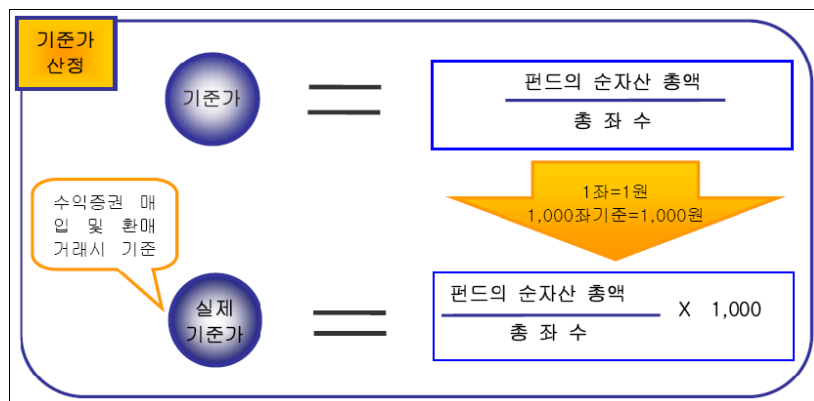 기준가
산정
기준가
펀드의 순자산 총액
총 좌 수
1좌=1원
1,000좌기준=1,000원
수익증권 매
입 및 환매
거래시 기준
실제
기준가
펀드의 순자산 총액
X 1,000
총 좌 수